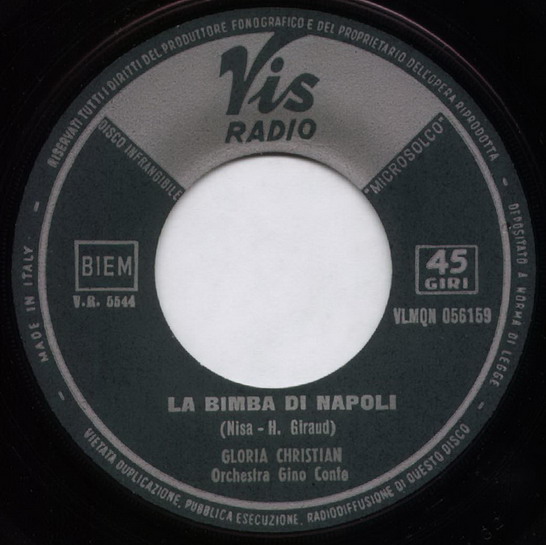 RISERVATI TUTTI I DIRITTI DEL PRODUTTORE FONOGRAFICO E DEL PROPRIETARIO DELL'OPERA RIPRODOTTA
Vis
RADIO
DISCO INFRANGIBILE
"MICROSOLCO"
BIEM
V.R. 5544
45
GIRI
VLMQN 056159
MADE IN ITALY
DEPOSITATO A NORMA DI LEGGE
LA BIMBA DI NAPOLI
(Nisa - H. Giraud)
GLORIA CHRISTIAN
Orchestra Gino Conte
VIETATA DUPLICAZIONE, PUBBLICA ESECUZIONE, RADIODIFFUSIONE DI QUESTO DISCO